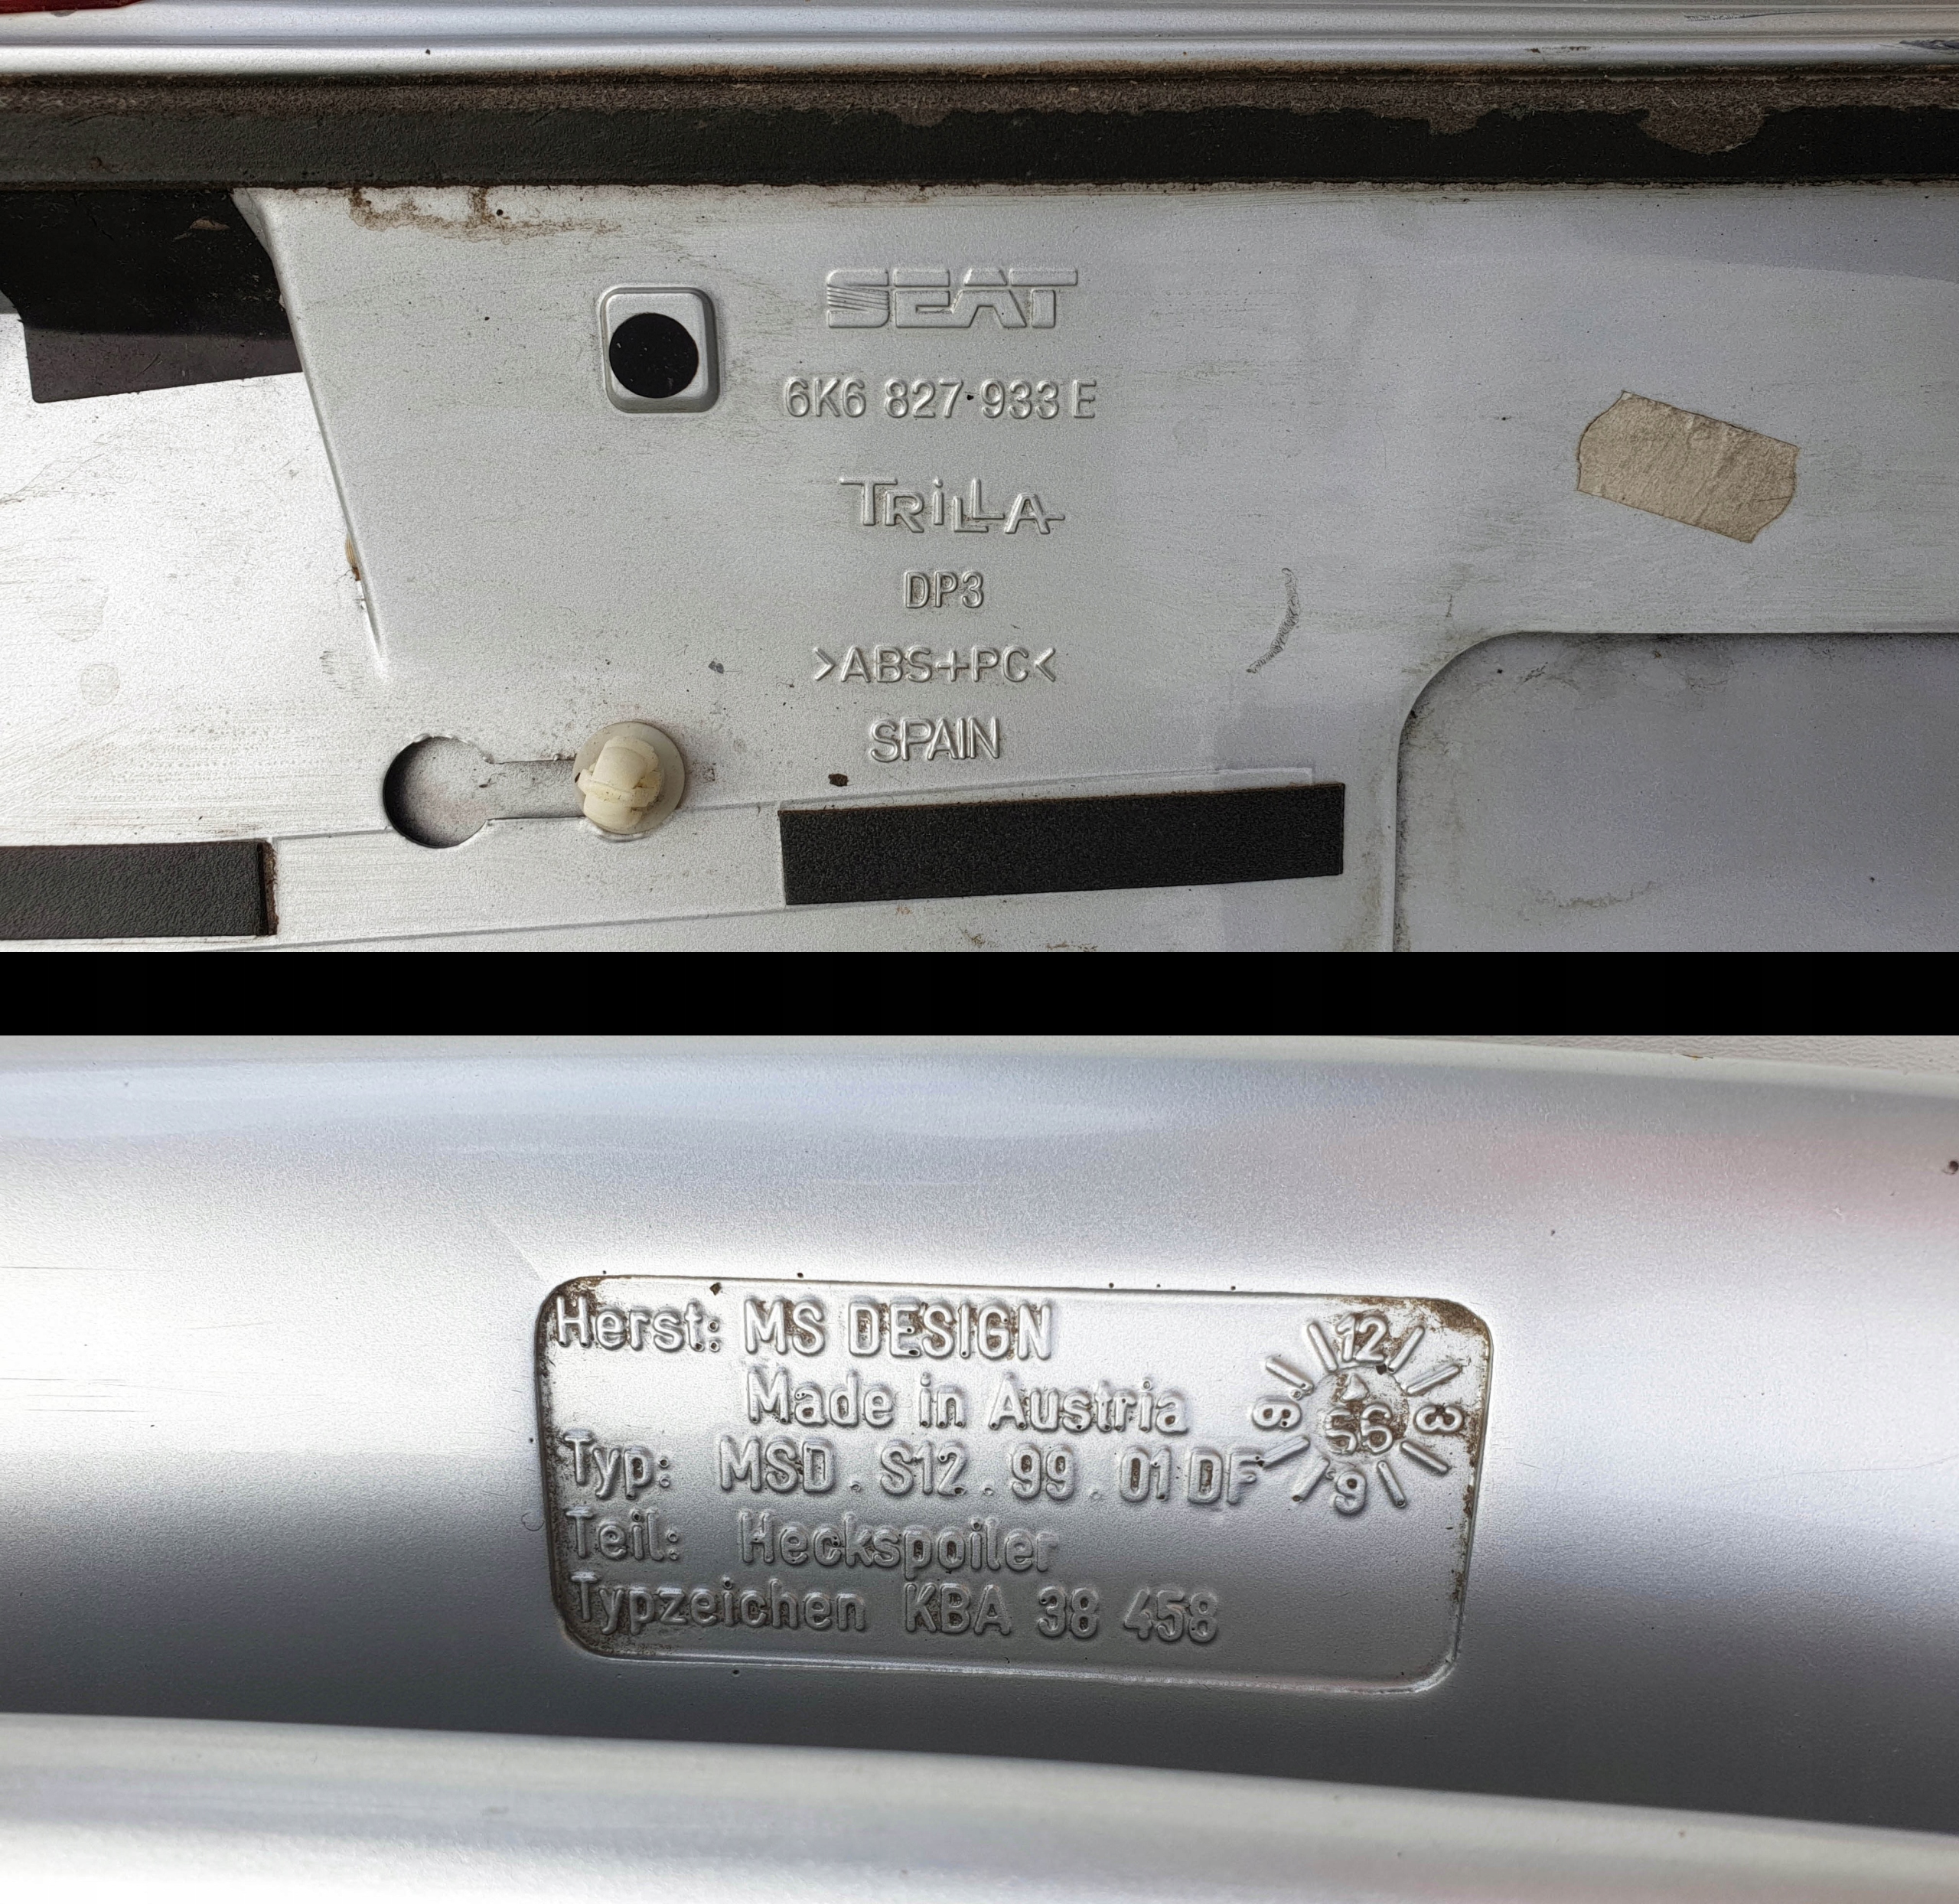 SEAT
6K6 827·933 E
TRiLLA
DP3
>ABS+PC<
SPAIN
Herst: MS DESIGN
Made in Austria
Typ: MSD . S12 . 99 . 01 DF
Teil: Heckspoiler
Typzeichen KBA 38 458
12
3
6
9